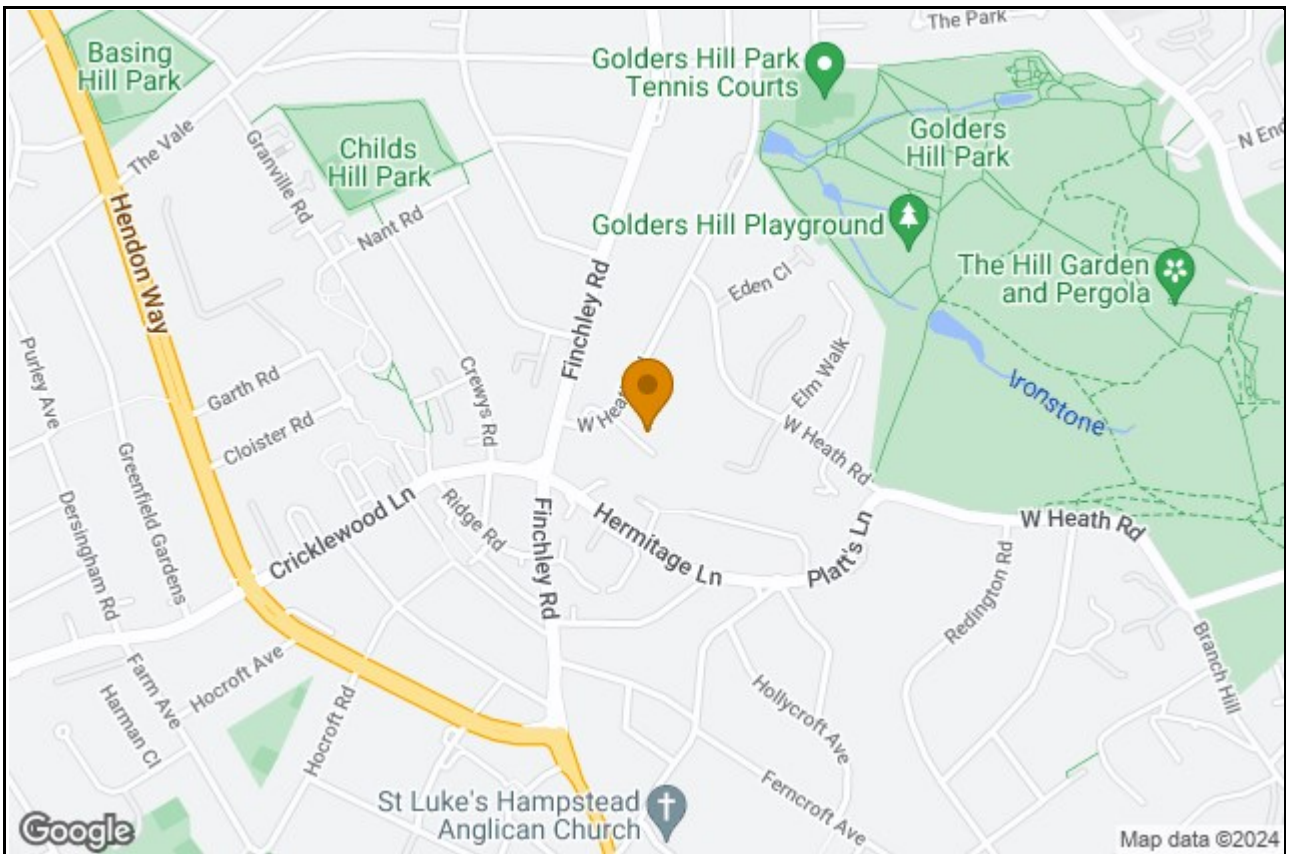 The Park
Basing
Hill Park
Golders Hill Park
Tennis Courts
N End
The Vale
Granville Rd
Childs
Hill Park
Golders
Hill Park
Nant Rd
Golders Hill Playground
Hendon Way
Finchley Rd
Eden Cl
The Hill Garden
and Pergola
Purley Ave
Crewys Rd
Elm Walk
Ironstone
Garth Rd
W Hea
Cloister Rd
W Heath Rd
Greenfield Gardens
Dersingham Rd
Cricklewood Ln
Ridge Rd
Finchley Rd
Hermitage Ln
Platt's Ln
W Heath Rd
Redington Rd
Branch Hill
Farm Ave
Harman Cl
Hocroft Ave
Hocroft Rd
Hollycroft Ave
Ferncroft Ave
St Luke's Hampstead
Anglican Church
Google
Map data ©2024